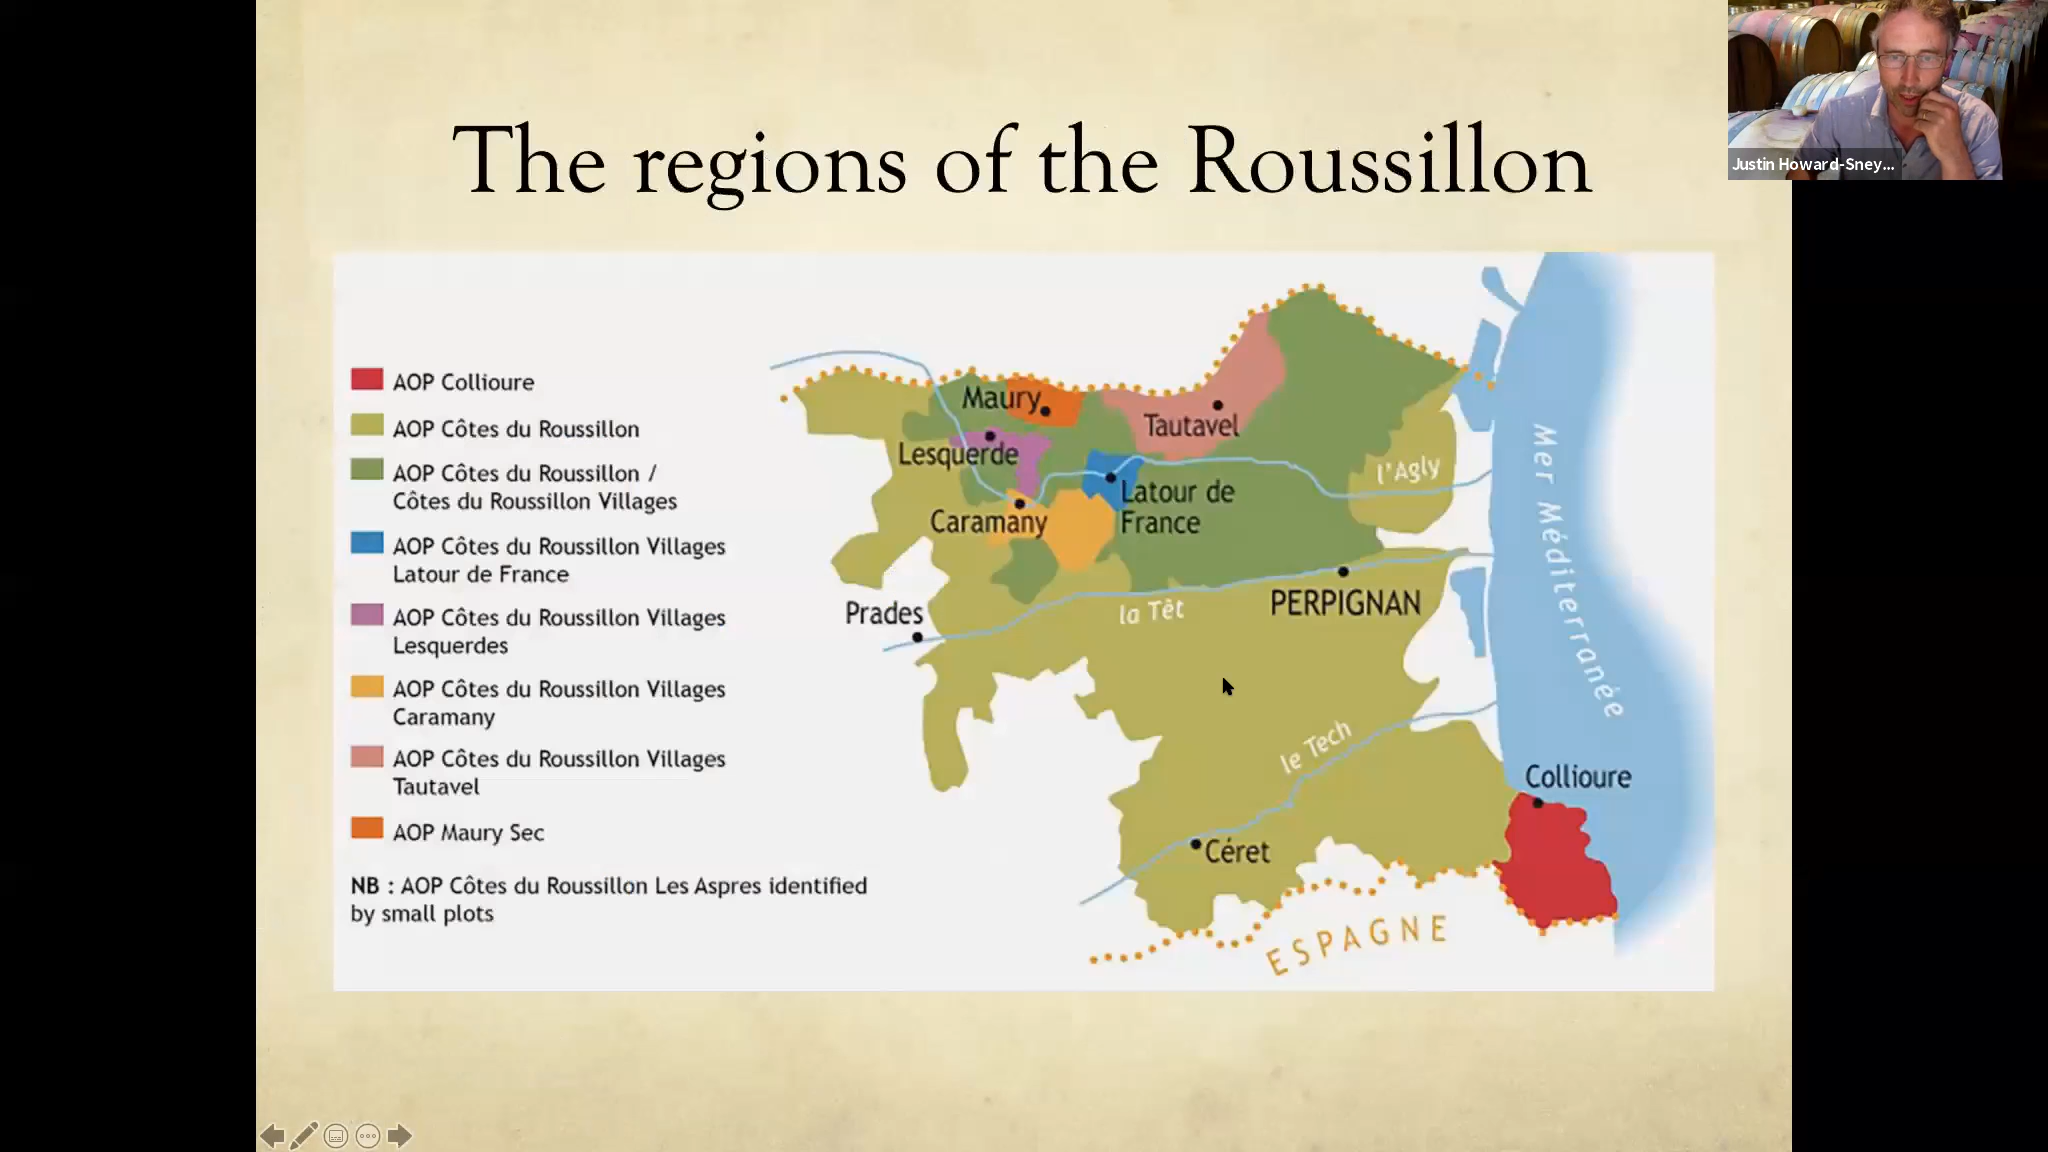 The regions of the Roussillon
Justin Howard-Sney...
AOP Collioure
AOP Côtes du Roussillon
AOP Côtes du Roussillon /
Côtes du Roussillon Villages
AOP Côtes du Roussillon Villages
Latour de France
AOP Côtes du Roussillon Villages
Lesquerdes
AOP Côtes du Roussillon Villages
Caramany
AOP Côtes du Roussillon Villages
Tautavel
AOP Maury Sec
NB : AOP Côtes du Roussillon Les Aspres identified
by small plots
Maury
Tautavel
Lesquerde
l'Agly
Latour de
France
Caramany
Prades
la Têt
PERPIGNAN
Mer Méditerranée
le Tech
Collioure
Céret
ESPAGNE